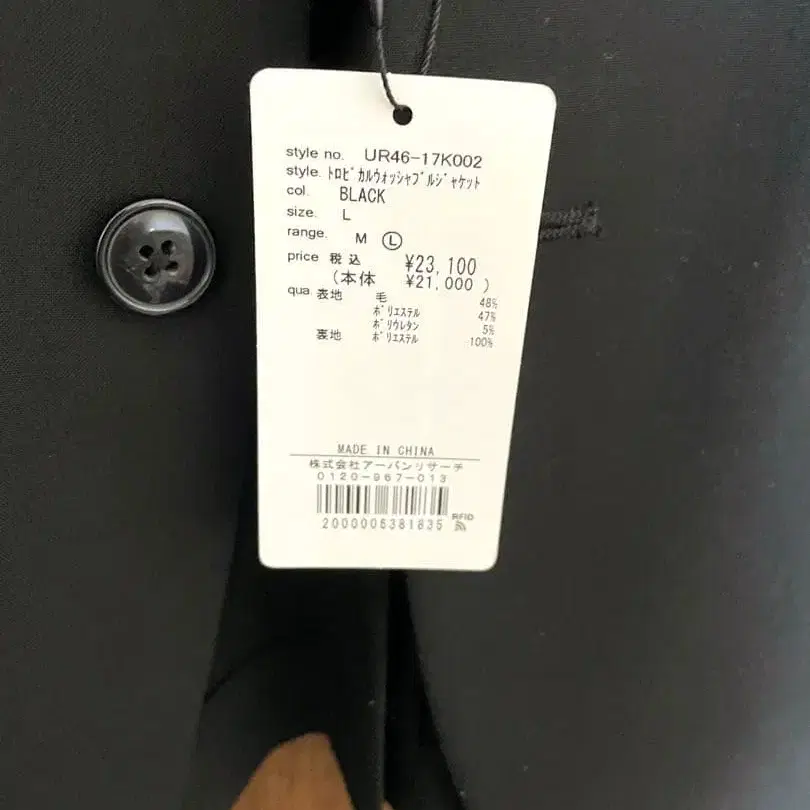 style no. UR46-17K002
style. ﾄﾛﾋﾟｶﾙｳｫｯｼｬﾌﾞﾙｼﾞｬｹｯﾄ
col. BLACK
size. L
range. M Ⓛ
price 税込 ¥23,100
(本体 ¥21,000 )
qua. 表地 毛 48%
ﾎﾟﾘｴｽﾃﾙ 47%
ﾎﾟﾘｳﾚﾀﾝ 5%
裏地 ﾎﾟﾘｴｽﾃﾙ 100%
MADE IN CHINA
株式会社アーバンリサーチ
0120-967-013
2000006381835
RFID